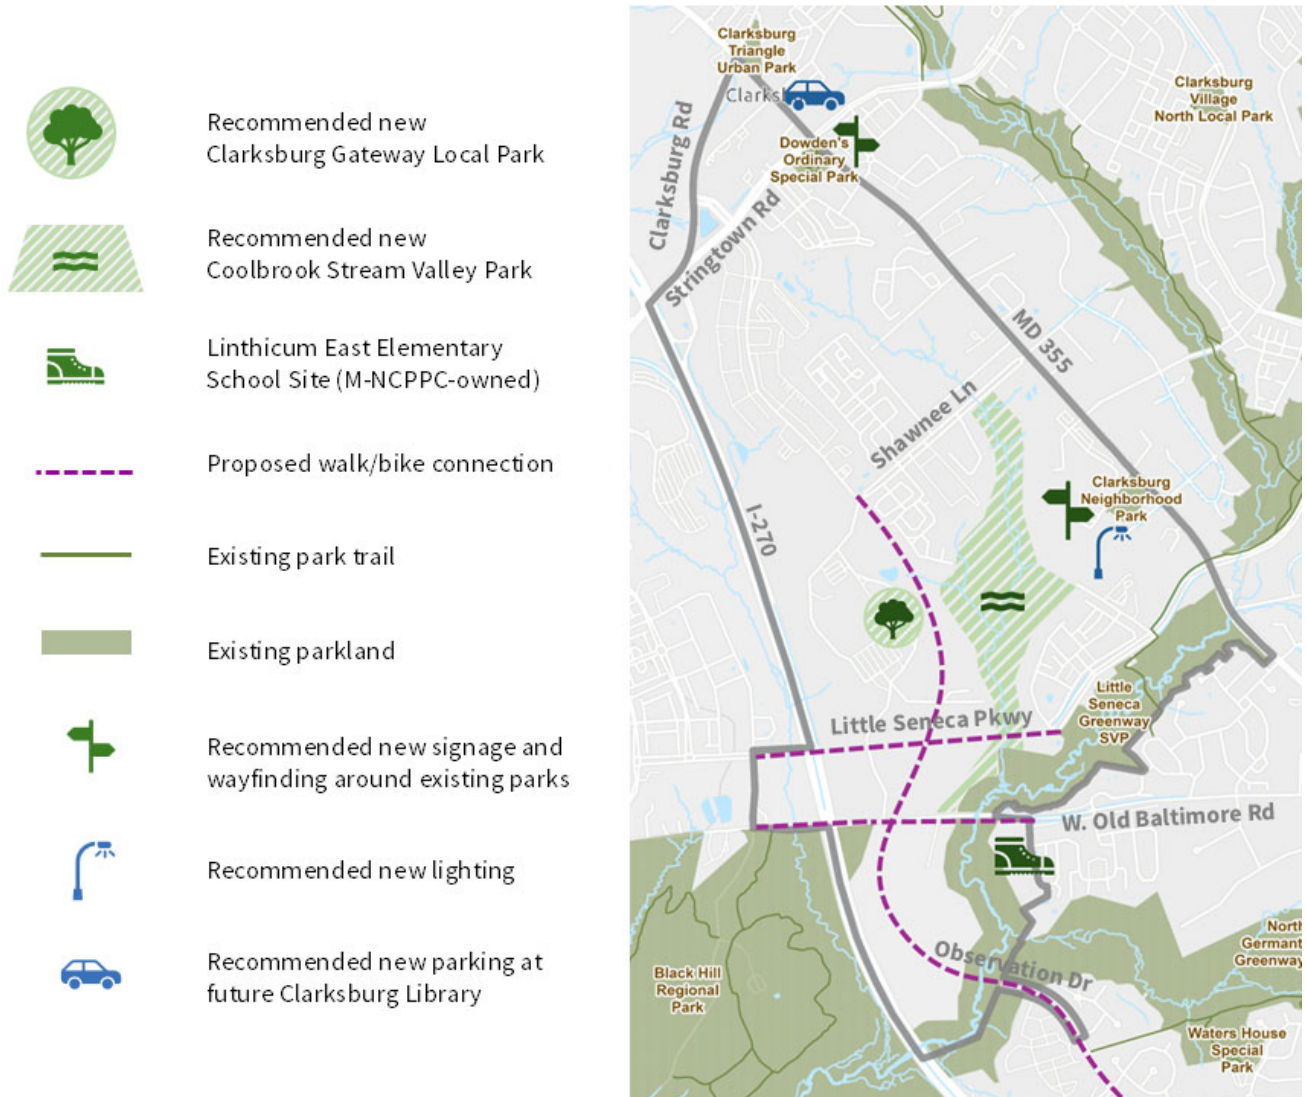 Recommended new
Clarksburg Gateway Local Park
Recommended new
Coolbrook Stream Valley Park
Linthicum East Elementary
School Site (M-NCPPC-owned)
Proposed walk/bike connection
Existing park trail
Existing parkland
Recommended new signage and
wayfinding around existing parks
Recommended new lighting
Recommended new parking at
future Clarksburg Library
Clarksburg
Triangle
Urban Park
Clarksb
Clarksburg
Village
North Local Park
Clarksburg Rd
Dowden's
Ordinary
Special Park
Stringtown Rd
MD 355
Shawnee Ln
I-270
Clarksburg
Neighborhood
Park
Little
Seneca
Greenway
SVP
Little Seneca Pkwy
W. Old Baltimore Rd
Observation Dr
Black Hill
Regional
Park
North
Germant
Greenway
Waters House
Special
Park